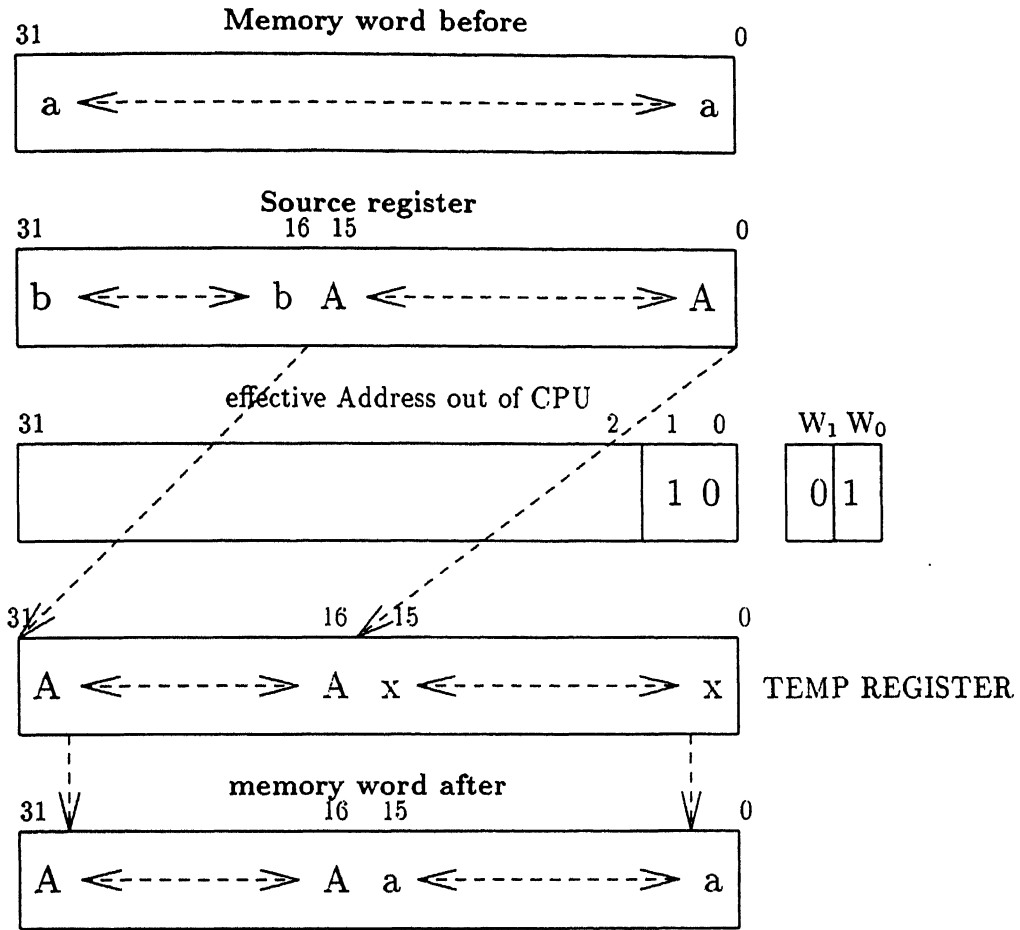 Memory word before
31 0
a a
Source register
31 16 15 0
b b A A
effective Address out of CPU
31 2 1 0 W1 W0
1 0 0 1
31 16 15 0
A A x x TEMP REGISTER
memory word after
31 16 15 0
A A a a